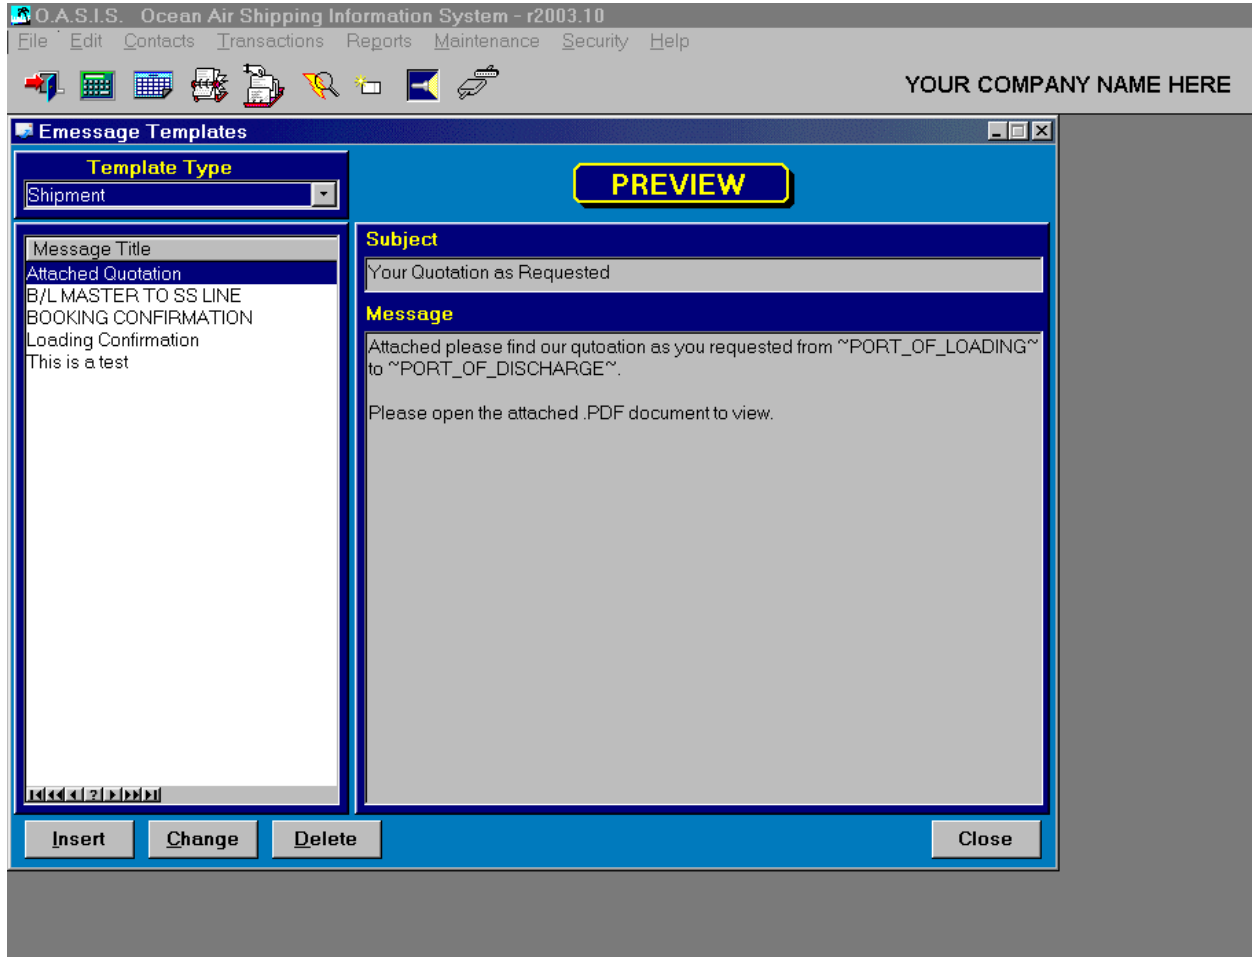 O.A.S.I.S. Ocean Air Shipping Information System - r2003.10
File Edit Contacts Transactions Reports Maintenance Security Help
YOUR COMPANY NAME HERE
Emessage Templates
Template Type
Shipment
PREVIEW
Message Title
Attached Quotation
B/L MASTER TO SS LINE
BOOKING CONFIRMATION
Loading Confirmation
This is a test
Subject
Your Quotation as Requested
Message
Attached please find our qutoation as you requested from ~PORT_OF_LOADING~
to ~PORT_OF_DISCHARGE~.
Please open the attached .PDF document to view.
?
Insert Change Delete Close